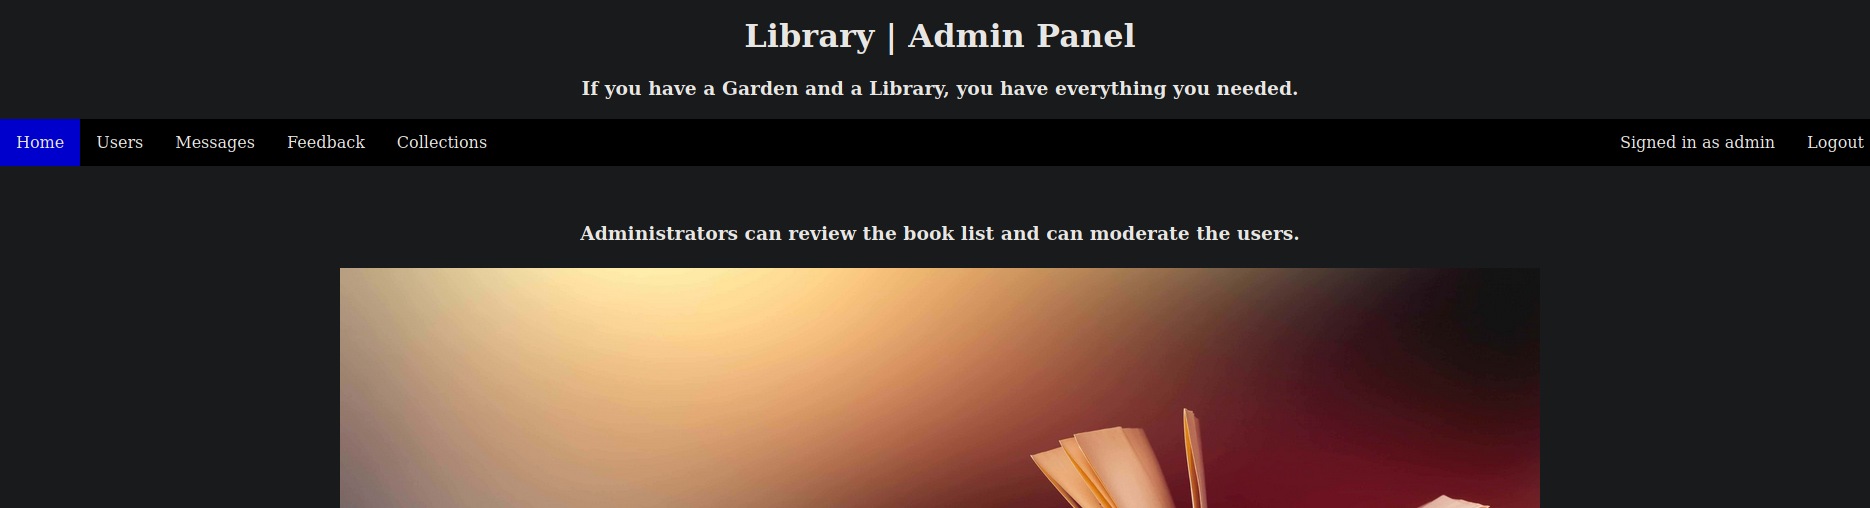 Library | Admin Panel
If you have a Garden and a Library, you have everything you needed.
Home Users Messages Feedback Collections Signed in as admin Logout
Administrators can review the book list and can moderate the users.